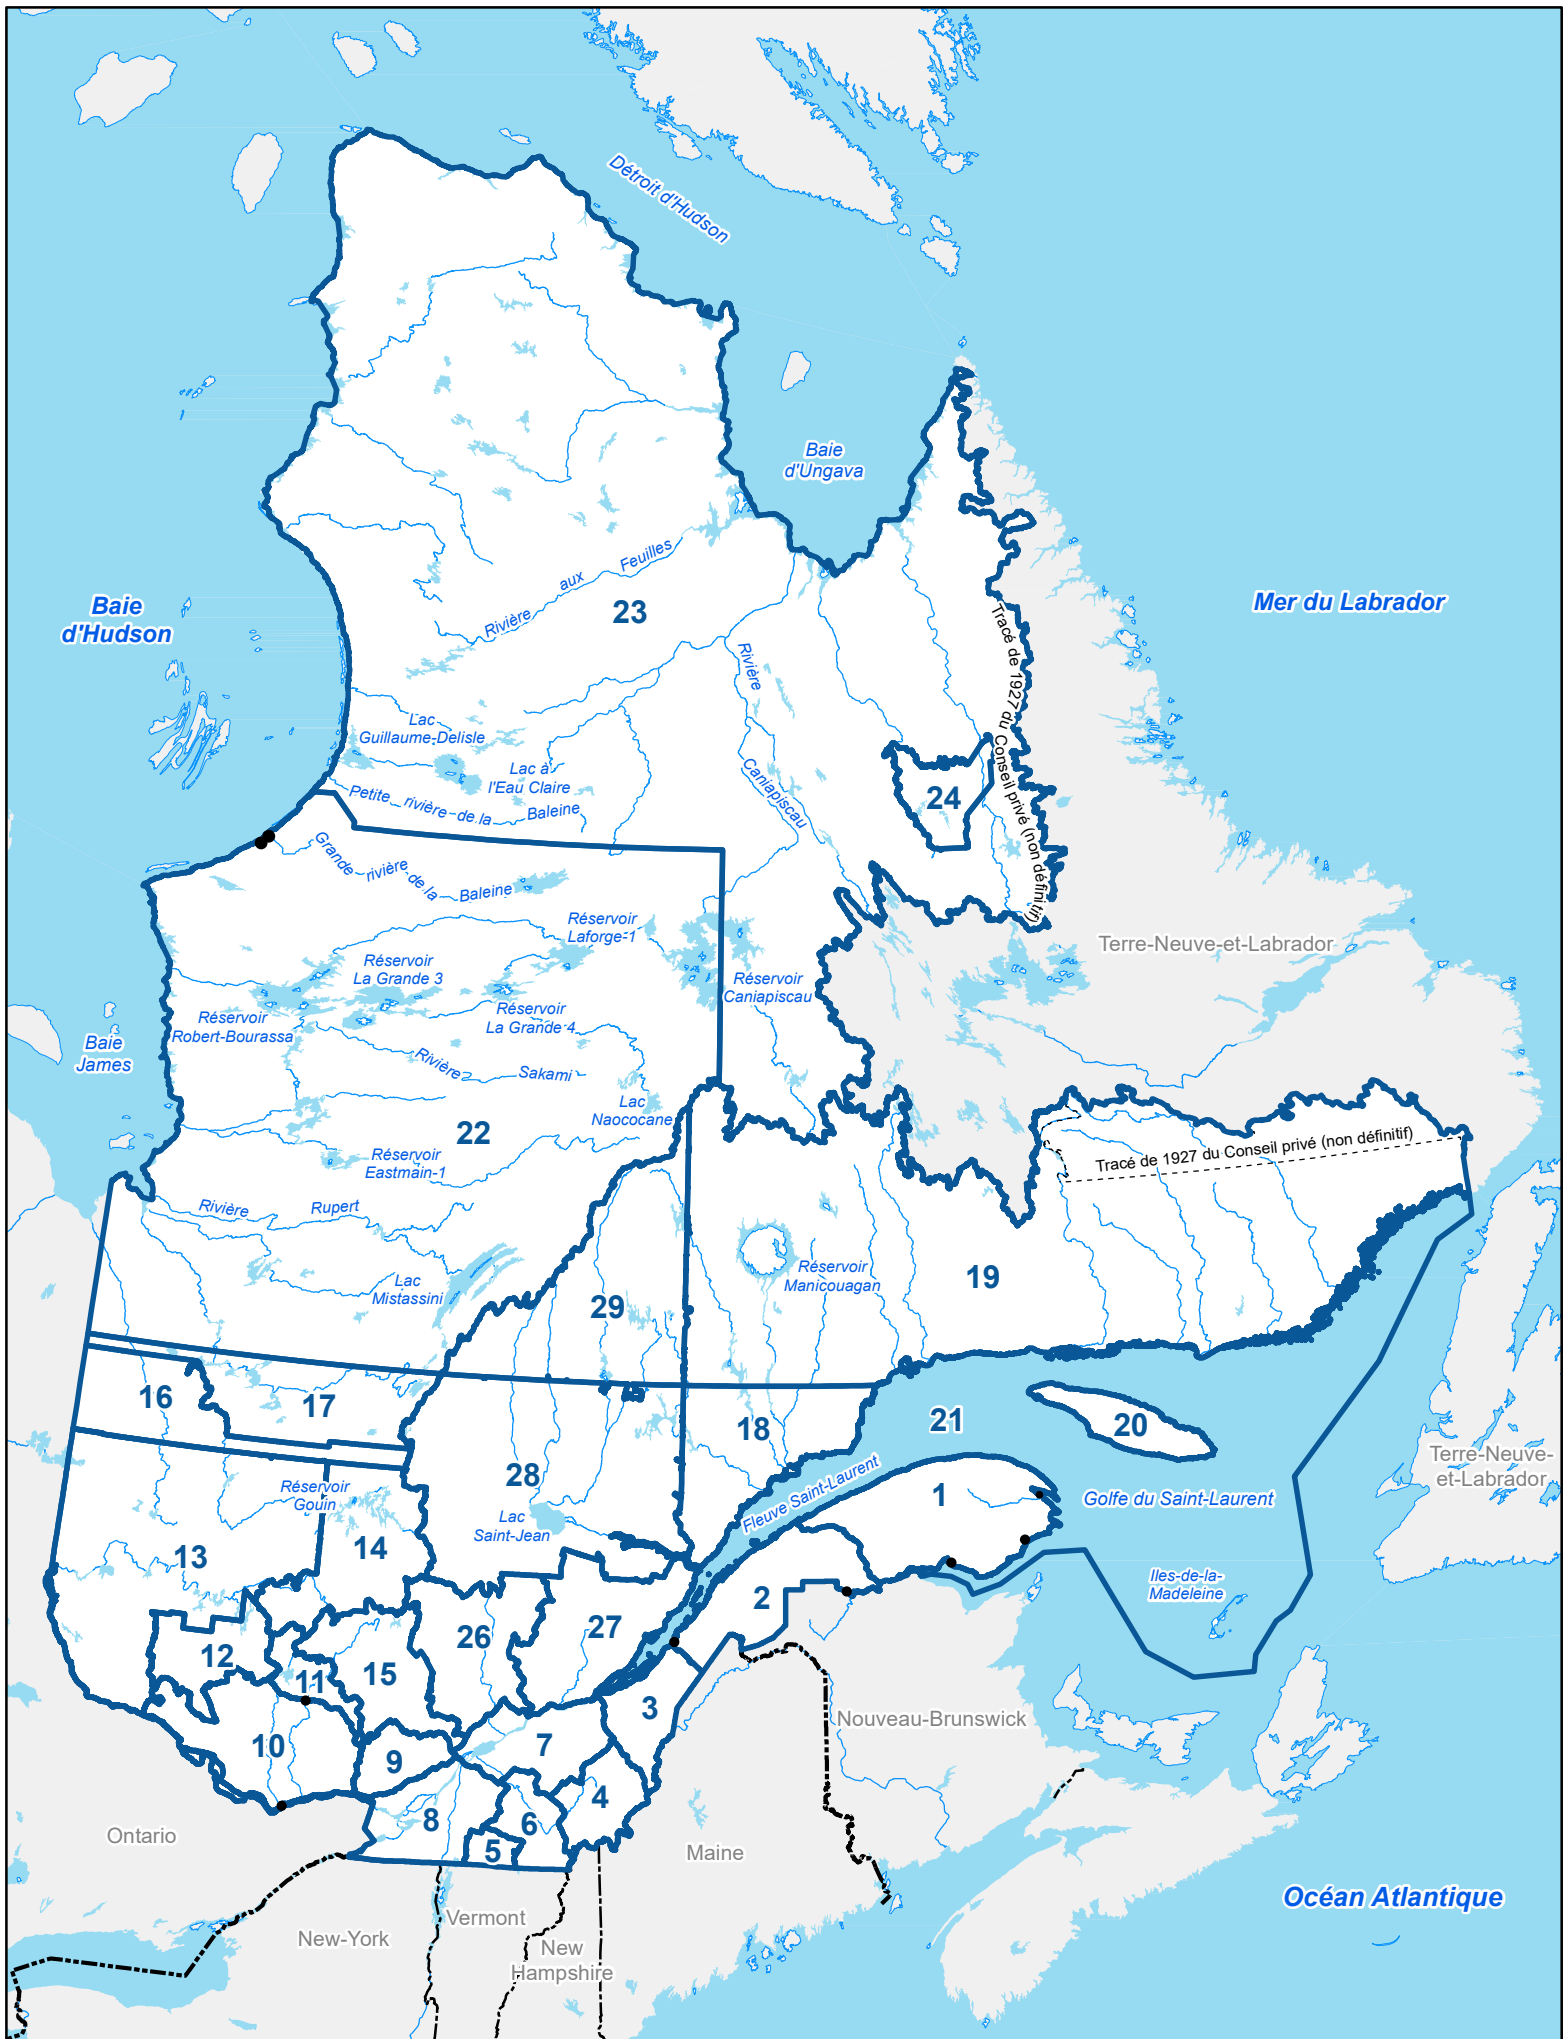 Détroit d'Hudson
Baie
d'Ungava
Baie
d'Hudson
Mer du Labrador
Rivière aux Feuilles
23
Tracé de 1927 du Conseil privé (non définitif)
Rivière Caniapiscau
Lac
Guillaume-Delisle
Lac à
l'Eau Claire
Petite rivière de la Baleine
24
Grande rivière de la Baleine
Réservoir
Laforge-1
Terre-Neuve-et-Labrador
Réservoir
La Grande 3
Réservoir
Caniapiscau
Réservoir
Robert-Bourassa
Réservoir
La Grande 4
Baie
James
Rivière Sakami
Lac
Naococane
22
Réservoir
Eastmain-1
Tracé de 1927 du Conseil privé (non définitif)
Rivière Rupert
Lac
Mistassini
Réservoir
Manicouagan
19
29
16
17
18
21
20
28
Réservoir
Gouin
Lac
Saint-Jean
Fleuve Saint-Laurent
1
Golfe du Saint-Laurent
Terre-Neuve-
et-Labrador
13
14
2
Iles-de-la-
Madeleine
12
26
27
11
15
3
Nouveau-Brunswick
10
9
7
4
8
6
5
Ontario
Maine
Océan Atlantique
New-York
Vermont
New
Hampshire